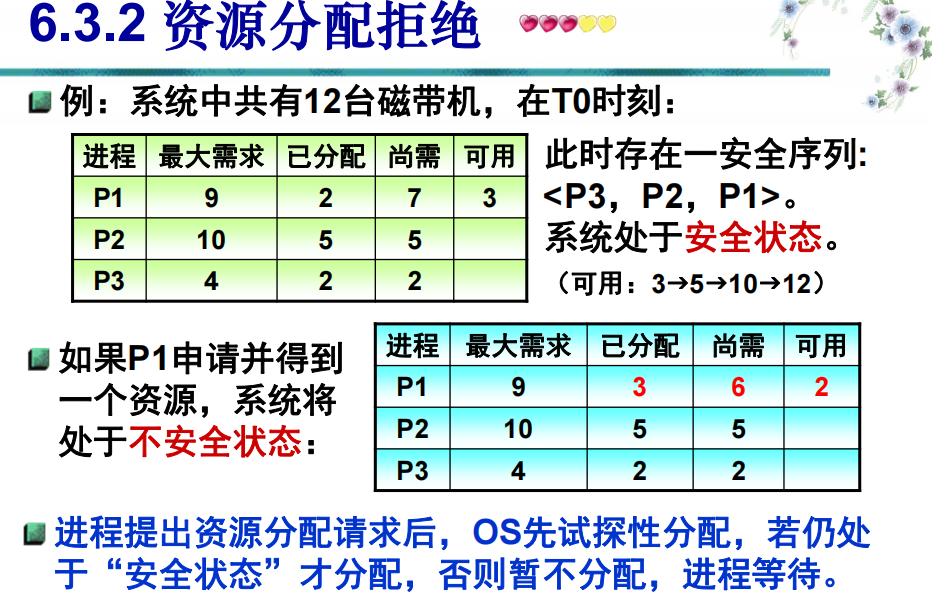 6.3.2 资源分配拒绝
例：系统中共有12台磁带机，在T0时刻：
进程 最大需求 已分配 尚需 可用
P1 9 2 7 3
P2 10 5 5
P3 4 2 2
此时存在一安全序列:
<P3，P2，P1>。
系统处于安全状态。
（可用：3→5→10→12）
如果P1申请并得到
一个资源，系统将
处于不安全状态：
进程 最大需求 已分配 尚需 可用
P1 9 3 6 2
P2 10 5 5
P3 4 2 2
进程提出资源分配请求后，OS先试探性分配，若仍处
于“安全状态”才分配，否则暂不分配，进程等待。